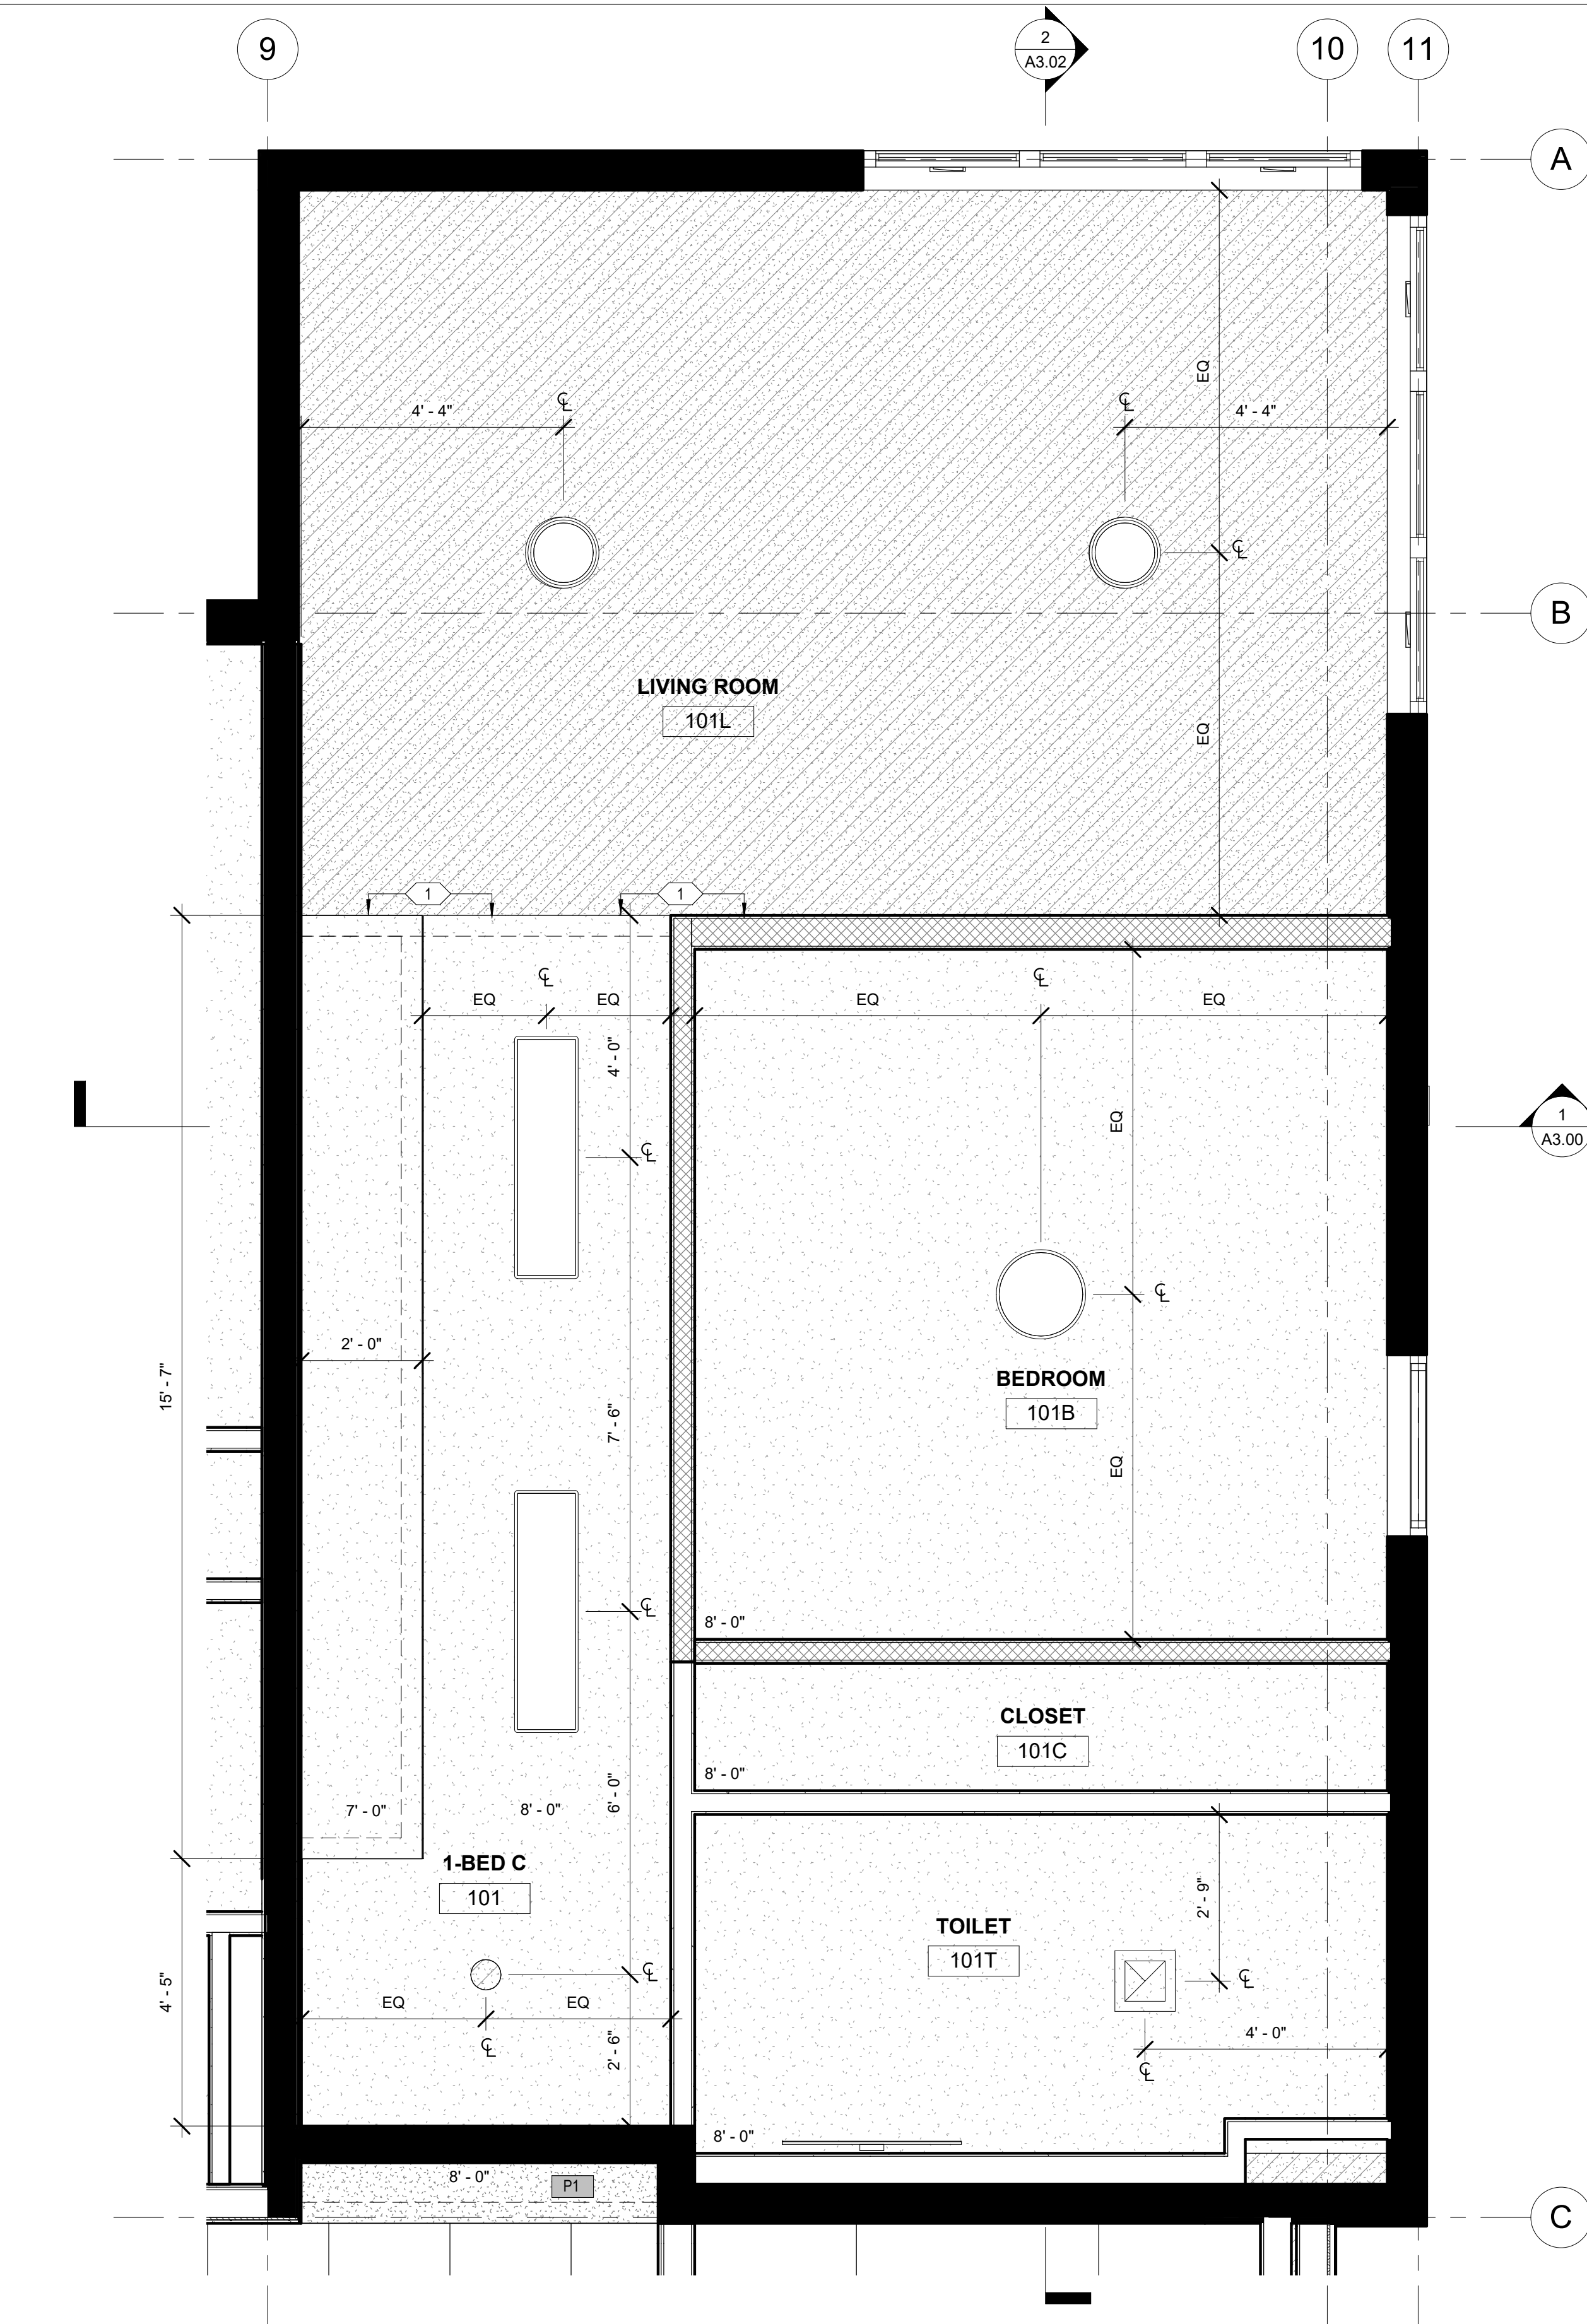 9
2
A3.02
10
11
A
4' - 4"
℄
℄
4' - 4"
EQ
℄
B
LIVING ROOM
101L
EQ
1
1
℄
℄
EQ
EQ
EQ
EQ
4' - 0"
EQ
1
A3.00
℄
℄
2' - 0"
15' - 7"
BEDROOM
101B
7' - 6"
EQ
℄
8' - 0"
CLOSET
101C
8' - 0"
6' - 0"
7' - 0"
8' - 0"
1-BED C
101
2' - 9"
TOILET
101T
℄
℄
4' - 5"
EQ
EQ
℄
2' - 6"
4' - 0"
℄
8' - 0"
8' - 0"
P1
C